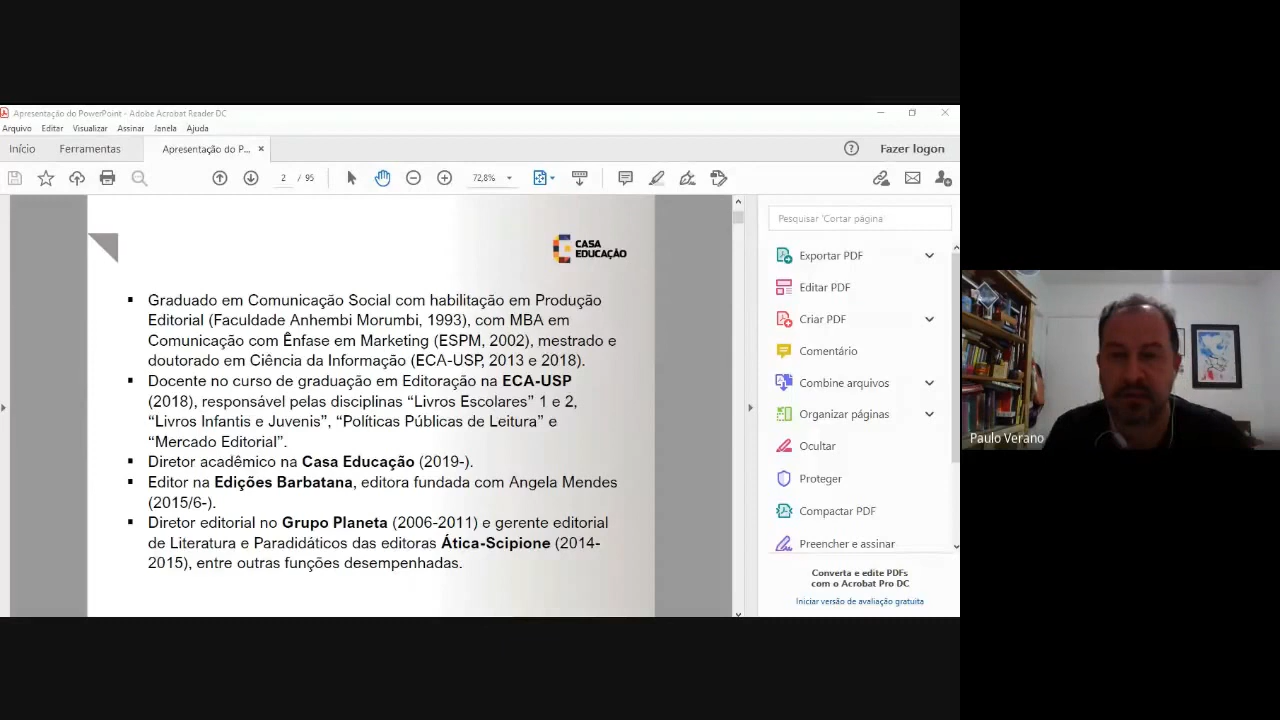 Apresentação do PowerPoint - Adobe Acrobat Reader DC
Arquivo Editar Visualizar Assinar Janela Ajuda
Início Ferramentas Apresentação do P... × Fazer logon
2 / 95 72,8%
CASA
EDUCAÇÃO
▪ Graduado em Comunicação Social com habilitação em Produção
Editorial (Faculdade Anhembi Morumbi, 1993), com MBA em
Comunicação com Ênfase em Marketing (ESPM, 2002), mestrado e
doutorado em Ciência da Informação (ECA-USP, 2013 e 2018).
▪ Docente no curso de graduação em Editoração na ECA-USP
(2018), responsável pelas disciplinas “Livros Escolares” 1 e 2,
“Livros Infantis e Juvenis”, “Políticas Públicas de Leitura” e
“Mercado Editorial”.
▪ Diretor acadêmico na Casa Educação (2019-).
▪ Editor na Edições Barbatana, editora fundada com Angela Mendes
(2015/6-).
▪ Diretor editorial no Grupo Planeta (2006-2011) e gerente editorial
de Literatura e Paradidáticos das editoras Ática-Scipione (2014-
2015), entre outras funções desempenhadas.
Pesquisar 'Cortar página
Exportar PDF
Editar PDF
Criar PDF
Comentário
Combine arquivos
Organizar páginas
Ocultar
Proteger
Compactar PDF
Preencher e assinar
Converta e edite PDFs
com o Acrobat Pro DC
Iniciar versão de avaliação gratuita
Paulo Verano